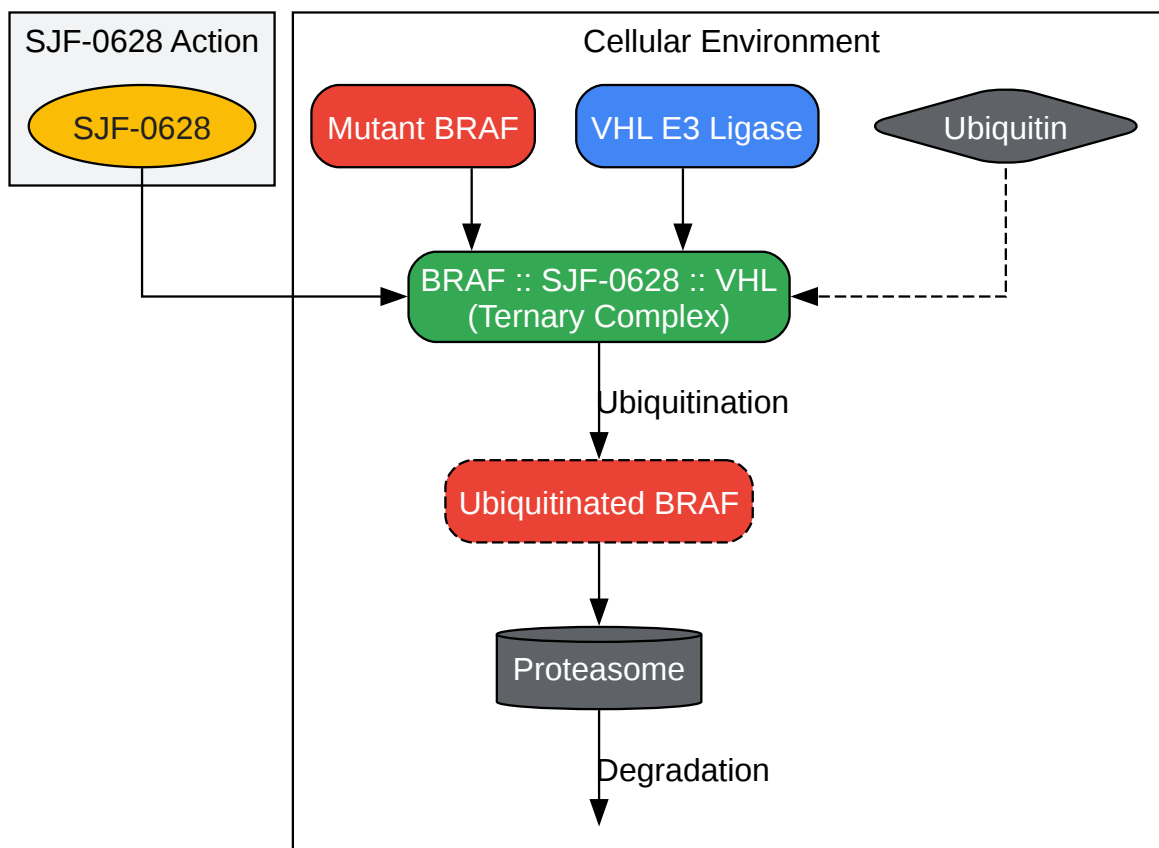 SJF-0628 Action
Cellular Environment
SJF-0628
Mutant BRAF
VHL E3 Ligase
Ubiquitin
BRAF :: SJF-0628 :: VHL
(Ternary Complex)
Ubiquitination
Ubiquitinated BRAF
Proteasome
Degradation